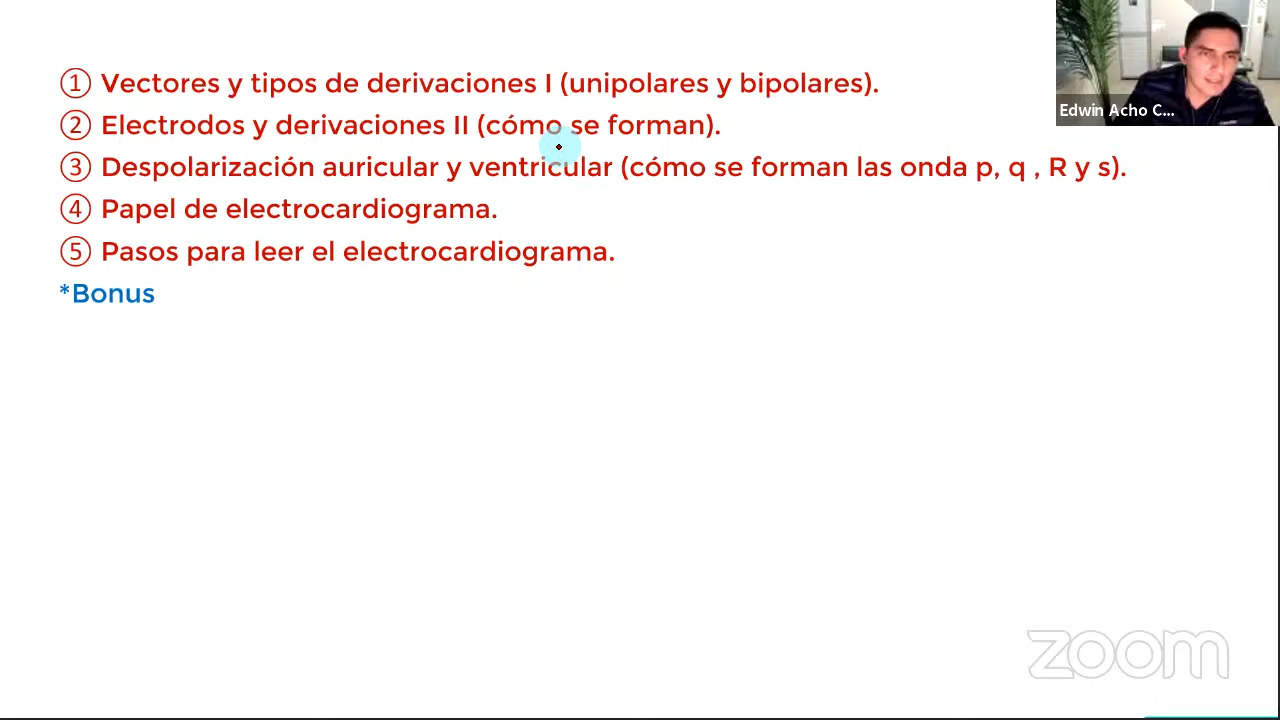 ① Vectores y tipos de derivaciones I (unipolares y bipolares).
② Electrodos y derivaciones II (cómo se forman).
③ Despolarización auricular y ventricular (cómo se forman las onda p, q , R y s).
④ Papel de electrocardiograma.
⑤ Pasos para leer el electrocardiograma.
*Bonus
Edwin Acho C...
zoom